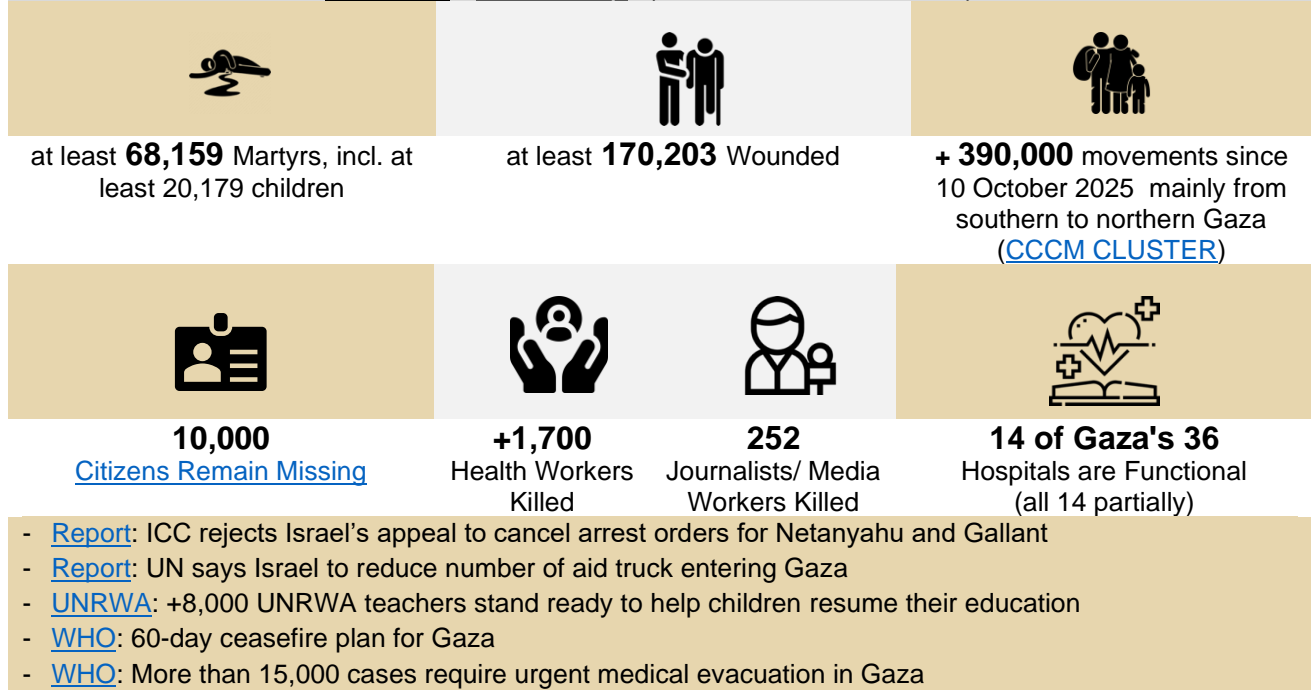 at least 68,159 Martyrs, incl. at
least 20,179 children
at least 170,203 Wounded
+ 390,000 movements since
10 October 2025 mainly from
southern to northern Gaza
(CCCM CLUSTER)
10,000
Citizens Remain Missing
+1,700
Health Workers
Killed
252
Journalists/ Media
Workers Killed
14 of Gaza's 36
Hospitals are Functional
(all 14 partially)
- Report: ICC rejects Israel’s appeal to cancel arrest orders for Netanyahu and Gallant
- Report: UN says Israel to reduce number of aid truck entering Gaza
- UNRWA: +8,000 UNRWA teachers stand ready to help children resume their education
- WHO: 60-day ceasefire plan for Gaza
- WHO: More than 15,000 cases require urgent medical evacuation in Gaza